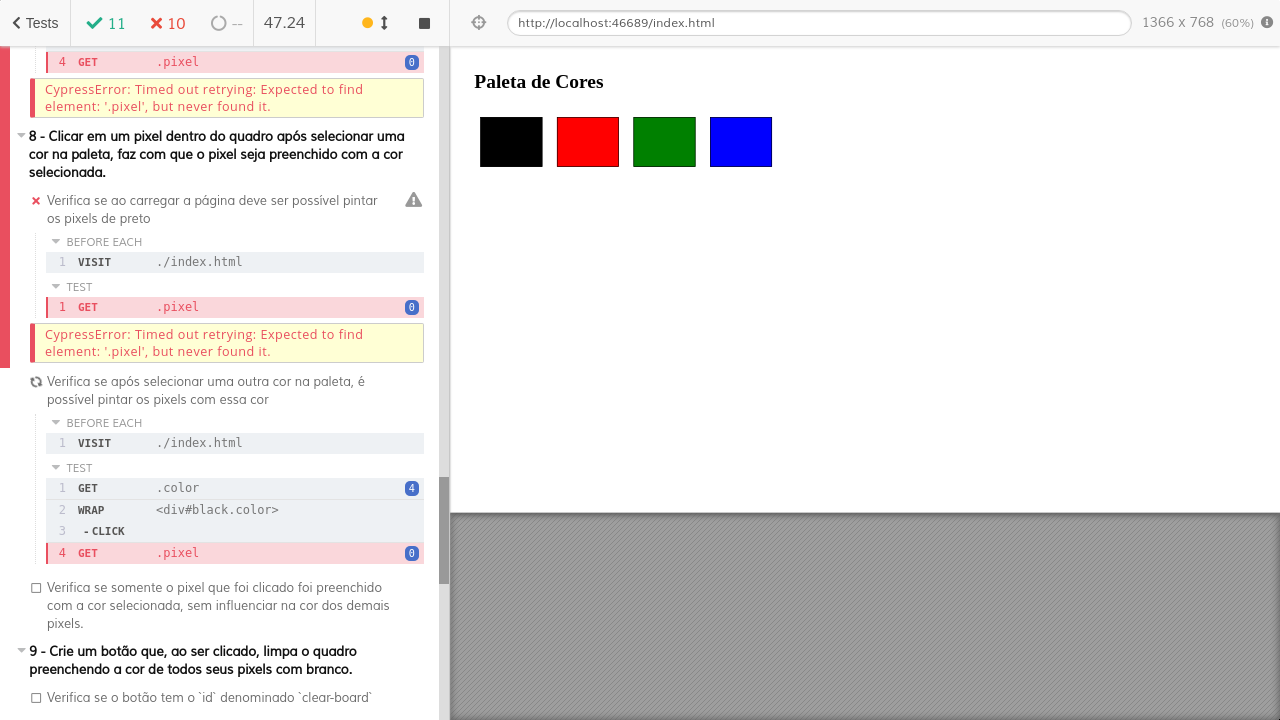 Tests 11 10 -- 47.24
4 GET .pixel 0
CypressError: Timed out retrying: Expected to find
element: '.pixel', but never found it.
8 - Clicar em um pixel dentro do quadro após selecionar uma
cor na paleta, faz com que o pixel seja preenchido com a cor
selecionada.
Verifica se ao carregar a página deve ser possível pintar
os pixels de preto
BEFORE EACH
1 VISIT ./index.html
TEST
1 GET .pixel 0
CypressError: Timed out retrying: Expected to find
element: '.pixel', but never found it.
Verifica se após selecionar uma outra cor na paleta, é
possível pintar os pixels com essa cor
BEFORE EACH
1 VISIT ./index.html
TEST
1 GET .color 4
2 WRAP <div#black.color>
3 - CLICK
4 GET .pixel 0
Verifica se somente o pixel que foi clicado foi preenchido
com a cor selecionada, sem influenciar na cor dos demais
pixels.
9 - Crie um botão que, ao ser clicado, limpa o quadro
preenchendo a cor de todos seus pixels com branco.
Verifica se o botão tem o `id` denominado `clear-board`
http://localhost:46689/index.html 1366 x 768 (60%)
Paleta de Cores